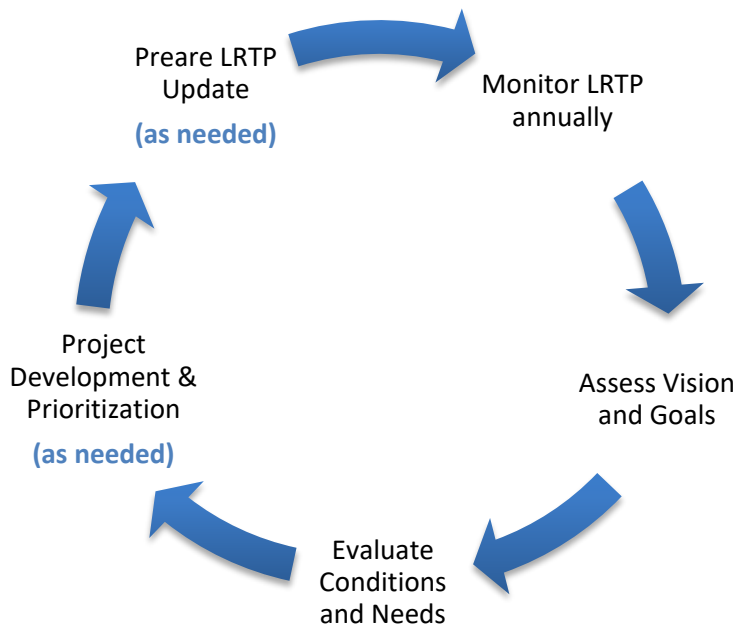 Preare LRTP
Update
(as needed)
Monitor LRTP
annually
Assess Vision
and Goals
Evaluate
Conditions
and Needs
Project
Development &
Prioritization
(as needed)